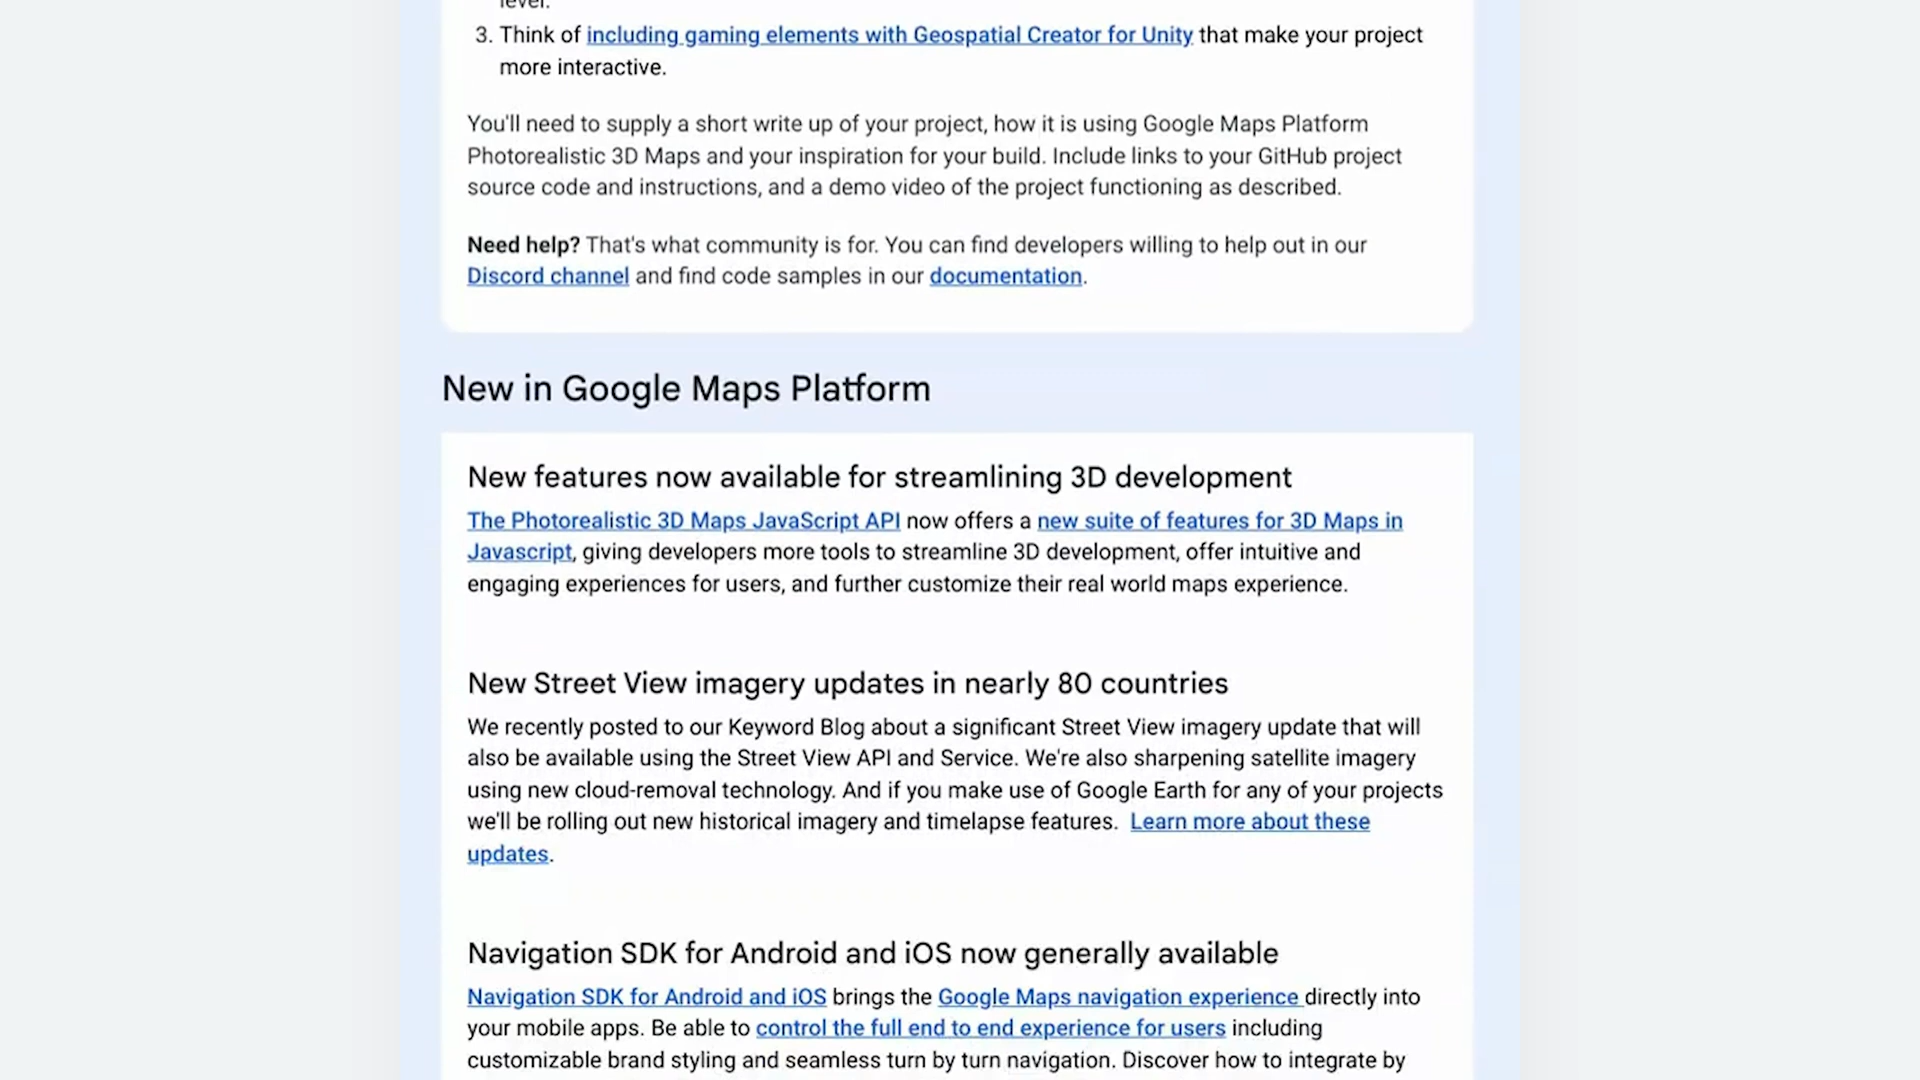 level.
3. Think of including gaming elements with Geospatial Creator for Unity that make your project
more interactive.
You'll need to supply a short write up of your project, how it is using Google Maps Platform
Photorealistic 3D Maps and your inspiration for your build. Include links to your GitHub project
source code and instructions, and a demo video of the project functioning as described.
Need help? That's what community is for. You can find developers willing to help out in our
Discord channel and find code samples in our documentation.
New in Google Maps Platform
New features now available for streamlining 3D development
The Photorealistic 3D Maps JavaScript API now offers a new suite of features for 3D Maps in
Javascript, giving developers more tools to streamline 3D development, offer intuitive and
engaging experiences for users, and further customize their real world maps experience.
New Street View imagery updates in nearly 80 countries
We recently posted to our Keyword Blog about a significant Street View imagery update that will
also be available using the Street View API and Service. We're also sharpening satellite imagery
using new cloud-removal technology. And if you make use of Google Earth for any of your projects
we'll be rolling out new historical imagery and timelapse features. Learn more about these
updates.
Navigation SDK for Android and iOS now generally available
Navigation SDK for Android and iOS brings the Google Maps navigation experience directly into
your mobile apps. Be able to control the full end to end experience for users including
customizable brand styling and seamless turn by turn navigation. Discover how to integrate by